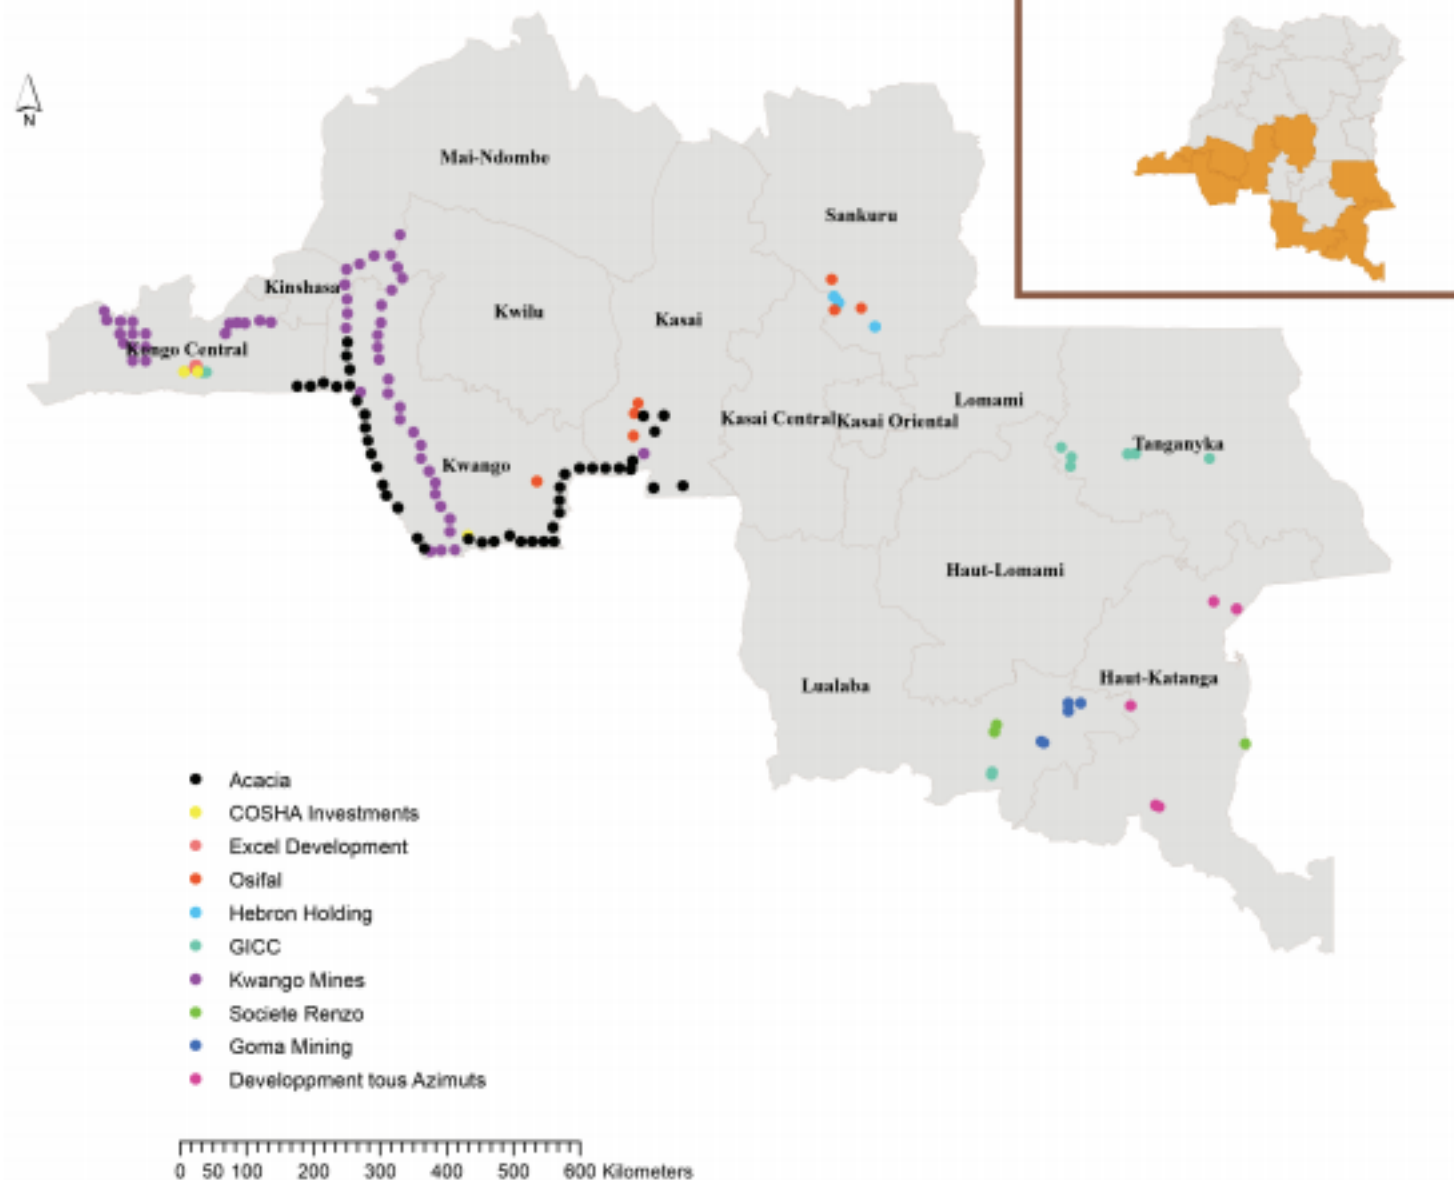 N
Mai-Ndombe
Sankuru
Kinshasa
Kwilu
Kasai
Kongo Central
Lomami
Kasai Central
Kasai Oriental
Tanganyka
Kwango
Haut-Lomami
Haut-Katanga
Lualaba
Acacia
COSHA Investments
Excel Development
Osifal
Hebron Holding
GICC
Kwango Mines
Societe Renzo
Goma Mining
Developpment tous Azimuts
0 50 100 200 300 400 500 600 Kilometers